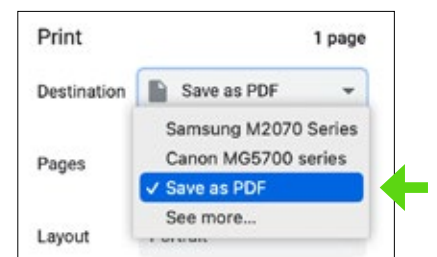 Print 1 page
Destination Save as PDF
Samsung M2070 Series
Canon MG5700 series
Pages
✓ Save as PDF
See more...
Layout